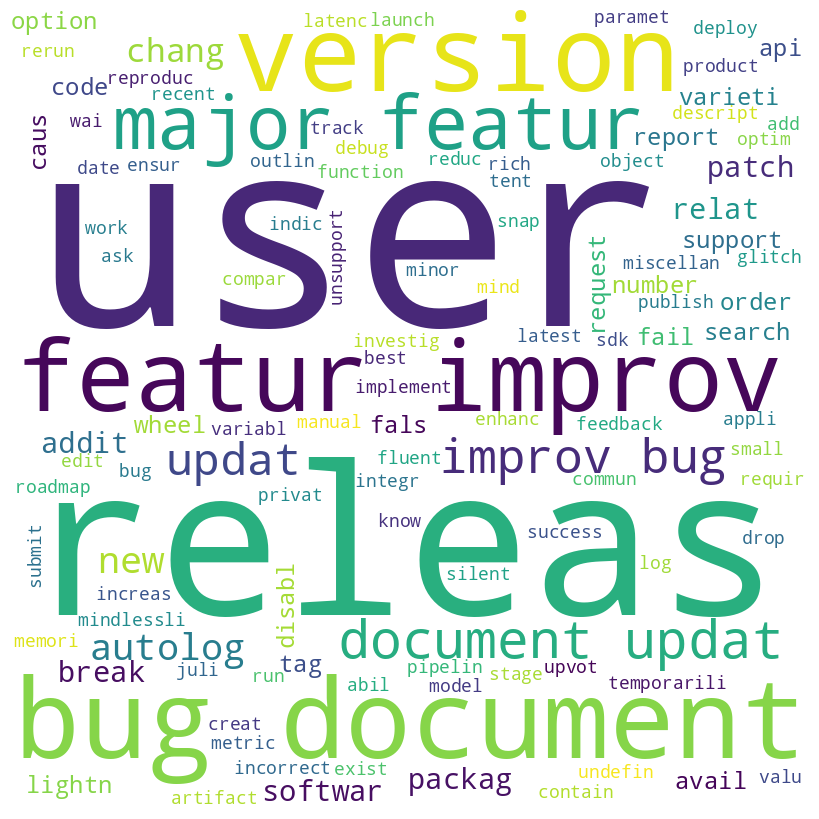 option
latenc launch
paramet
deploy
rerun
chang
version
product
api
code reproduc
recent
major featur
varieti
descript
add
caus
wai
track
debug
report
optim
date ensur
outlin
function
reduc
rich
tent
object
patch
user
work
ask
indic
unsupport
compar
minor
mind
snap
request
relat
support
miscellan glitch
number
publish order
investig
latest sdk fail search
featur improv
best
implement
wheel variabl
manual fals
enhanc
feedback
appli
addit
edit
bug updat
fluent
improv bug small
roadmap
privat
integr
commun
requir
releas
submit
know
success
drop
new
increas
disabl
silent
log
mindlessli
memori
autolog
document updat
break juli
run
tag
abil
pipelin
model
stage
upvot
temporarili
bug document
creat
metric
lightn
incorrect exist
artifact
softwar packag
undefin
contain
avail valu